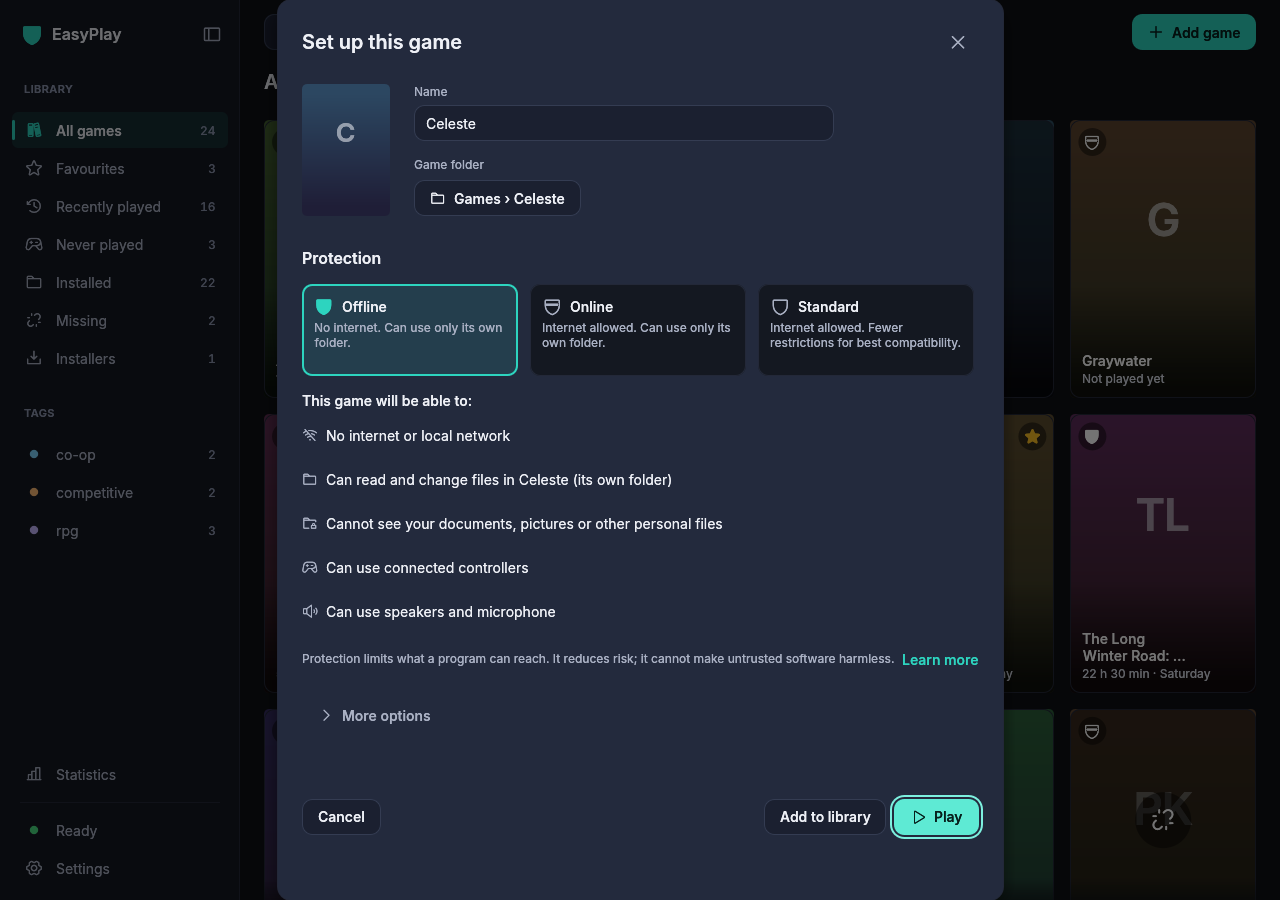 EasyPlay
LIBRARY
All games 24
Favourites 3
Recently played 16
Never played 3
Installed 22
Missing 2
Installers 1
TAGS
co-op 2
competitive 2
rpg 3
Statistics
Ready
Settings
Add game
Set up this game
C
Name
Celeste
Game folder
Games › Celeste
Protection
Offline
No internet. Can use only its own
folder.
Online
Internet allowed. Can use only its
own folder.
Standard
Internet allowed. Fewer
restrictions for best compatibility.
This game will be able to:
No internet or local network
Can read and change files in Celeste (its own folder)
Cannot see your documents, pictures or other personal files
Can use connected controllers
Can use speakers and microphone
Protection limits what a program can reach. It reduces risk; it cannot make untrusted software harmless. Learn more
More options
Cancel
Add to library
Play
G
Graywater
Not played yet
TL
The Long
Winter Road: ...
22 h 30 min · Saturday